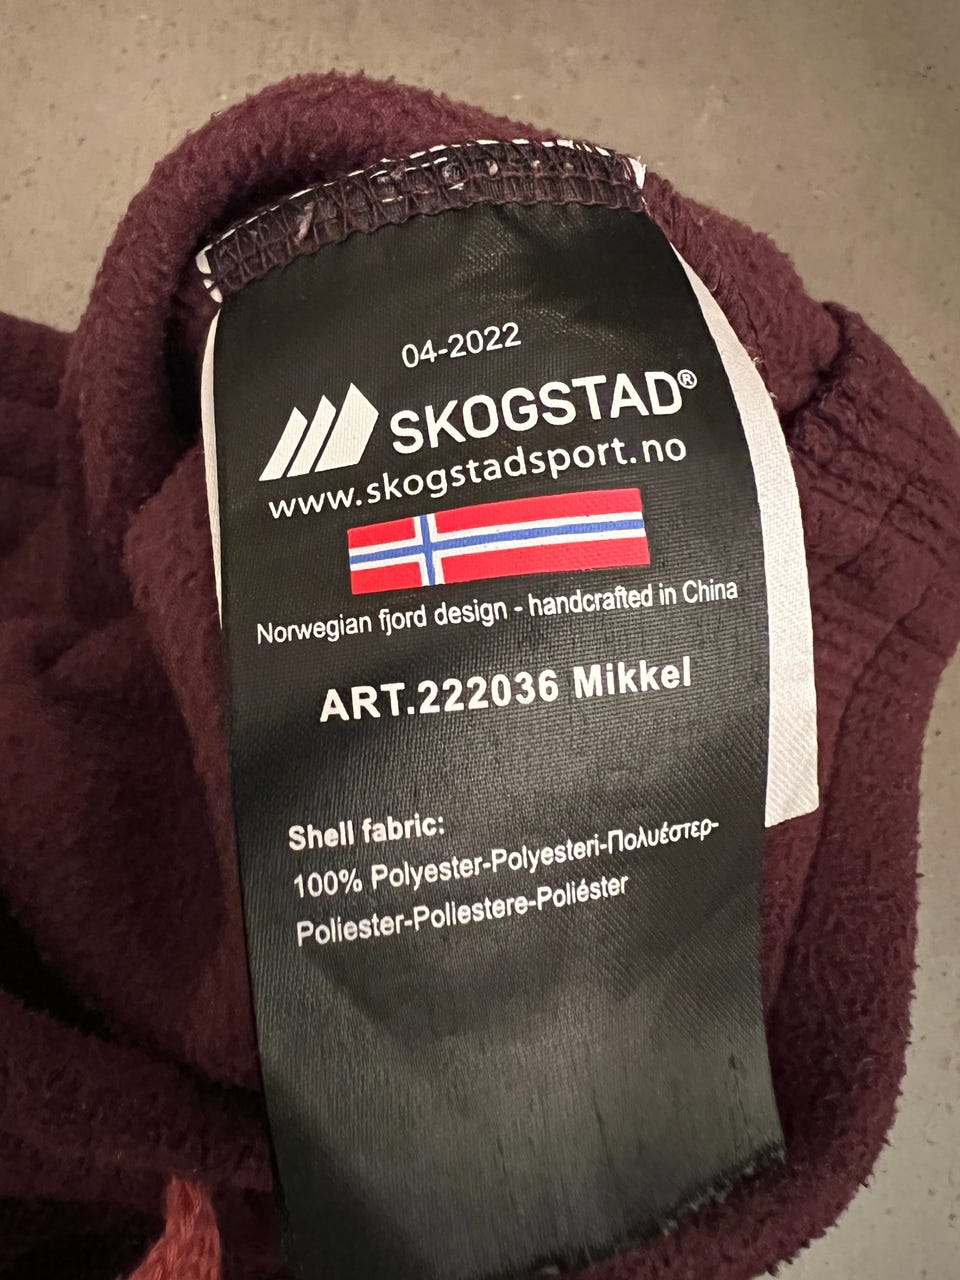 04-2022
SKOGSTAD®
www.skogstadsport.no
Norwegian fjord design - handcrafted in China
ART.222036 Mikkel
Shell fabric:
100% Polyester-Polyesteri-Πολυέστερ-
Poliester-Poliestere-Poliéster